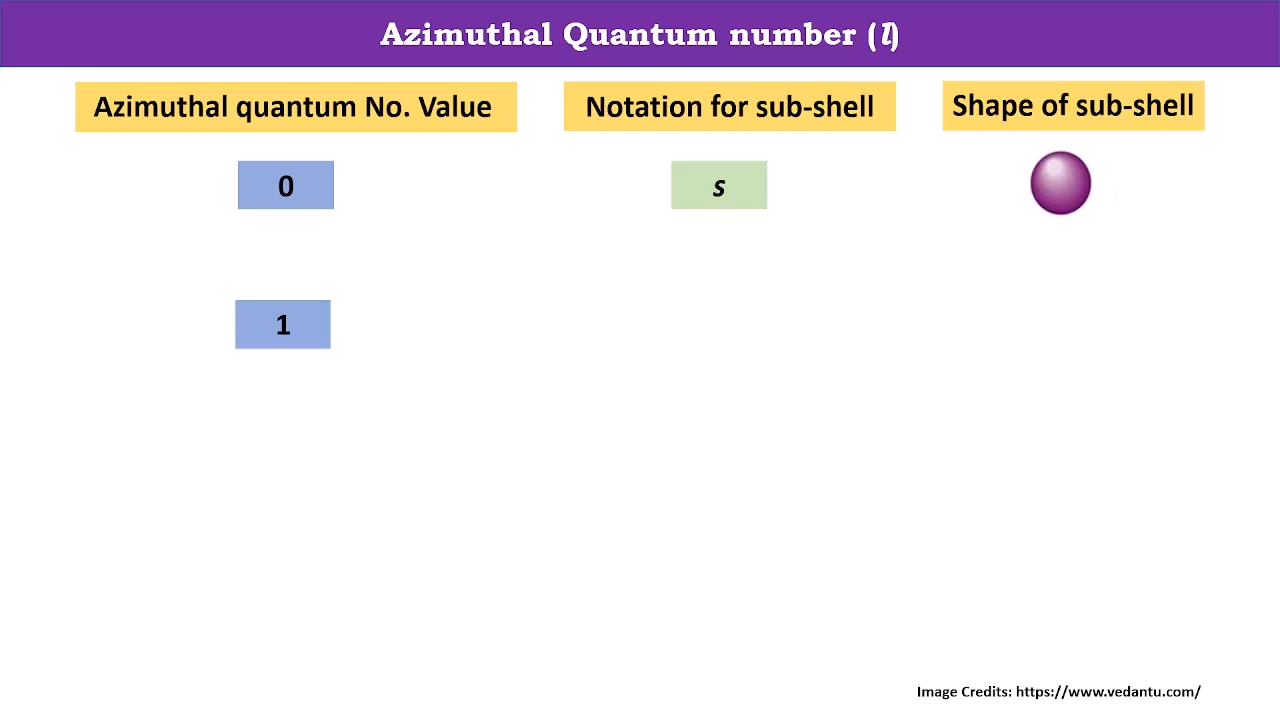 Azimuthal Quantum number (l)
Azimuthal quantum No. Value
Notation for sub-shell
Shape of sub-shell
0
s
1
Image Credits: https://www.vedantu.com/